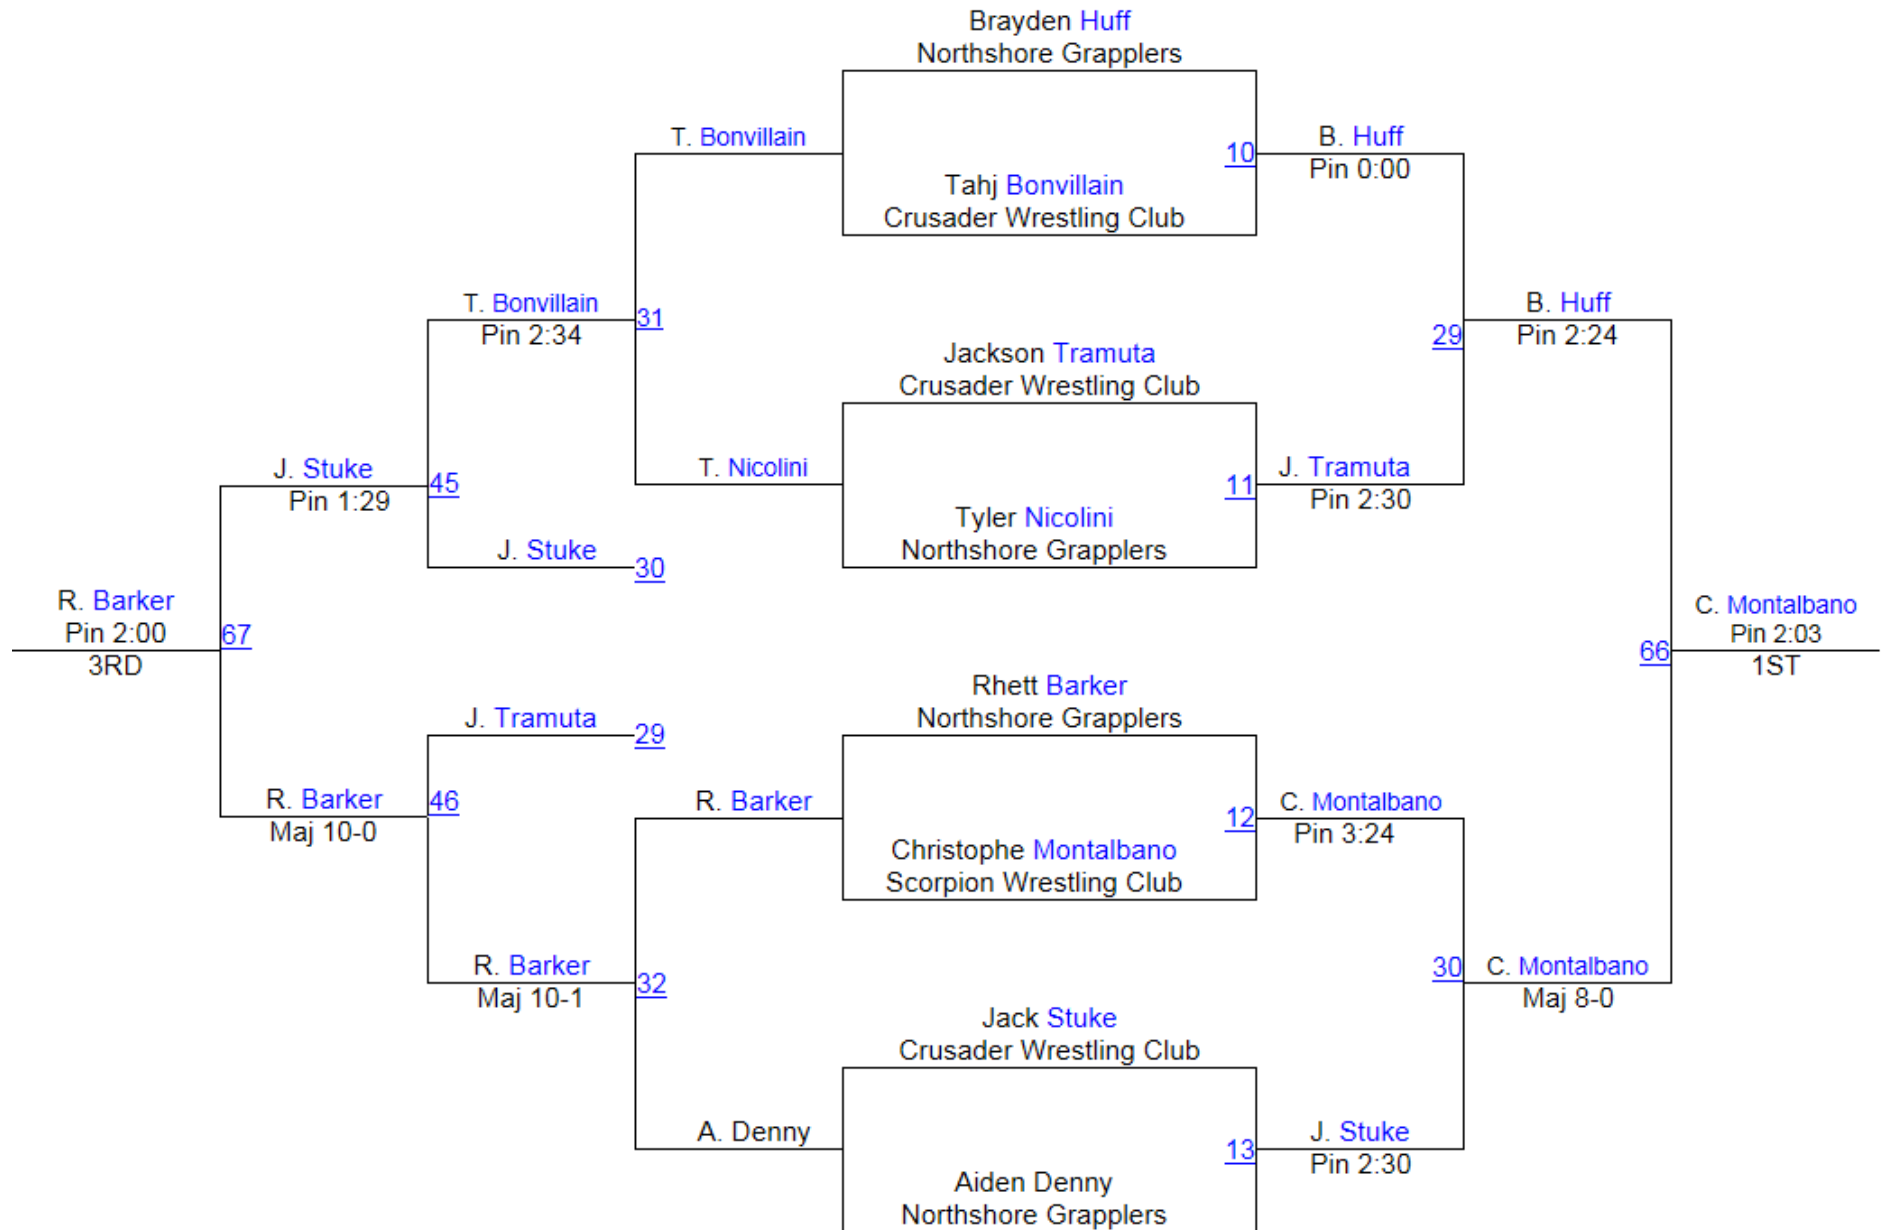 Brayden Huff
Northshore Grapplers
T. Bonvillain
10
B. Huff
Pin 0:00
Tahj Bonvillain
Crusader Wrestling Club
T. Bonvillain
Pin 2:34
31
B. Huff
Pin 2:24
29
Jackson Tramuta
Crusader Wrestling Club
J. Stuke
Pin 1:29
45
T. Nicolini
11
J. Tramuta
Pin 2:30
Tyler Nicolini
Northshore Grapplers
J. Stuke
30
R. Barker
Pin 2:00
3RD
67
C. Montalbano
Pin 2:03
1ST
66
Rhett Barker
Northshore Grapplers
J. Tramuta
29
R. Barker
Maj 10-0
46
R. Barker
12
C. Montalbano
Pin 3:24
Christophe Montalbano
Scorpion Wrestling Club
R. Barker
Maj 10-1
32
30
C. Montalbano
Maj 8-0
Jack Stuke
Crusader Wrestling Club
A. Denny
13
J. Stuke
Pin 2:30
Aiden Denny
Northshore Grapplers